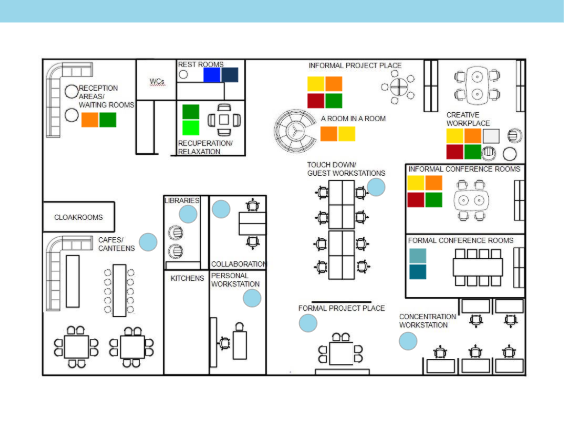 REST ROOMS
WCs
RECEPTION
AREAS/
WAITING ROOMS
RECUPERATION/
RELAXATION
INFORMAL PROJECT PLACE
A ROOM IN A ROOM
CREATIVE
WORKPLACE
TOUCH DOWN/
GUEST WORKSTATIONS
INFORMAL CONFERENCE ROOMS
LIBRARIES
CLOAKROOMS
CAFES/
CANTEENS
COLLABORATION
KITCHENS
PERSONAL
WORKSTATION
FORMAL CONFERENCE ROOMS
FORMAL PROJECT PLACE
CONCENTRATION
WORKSTATION